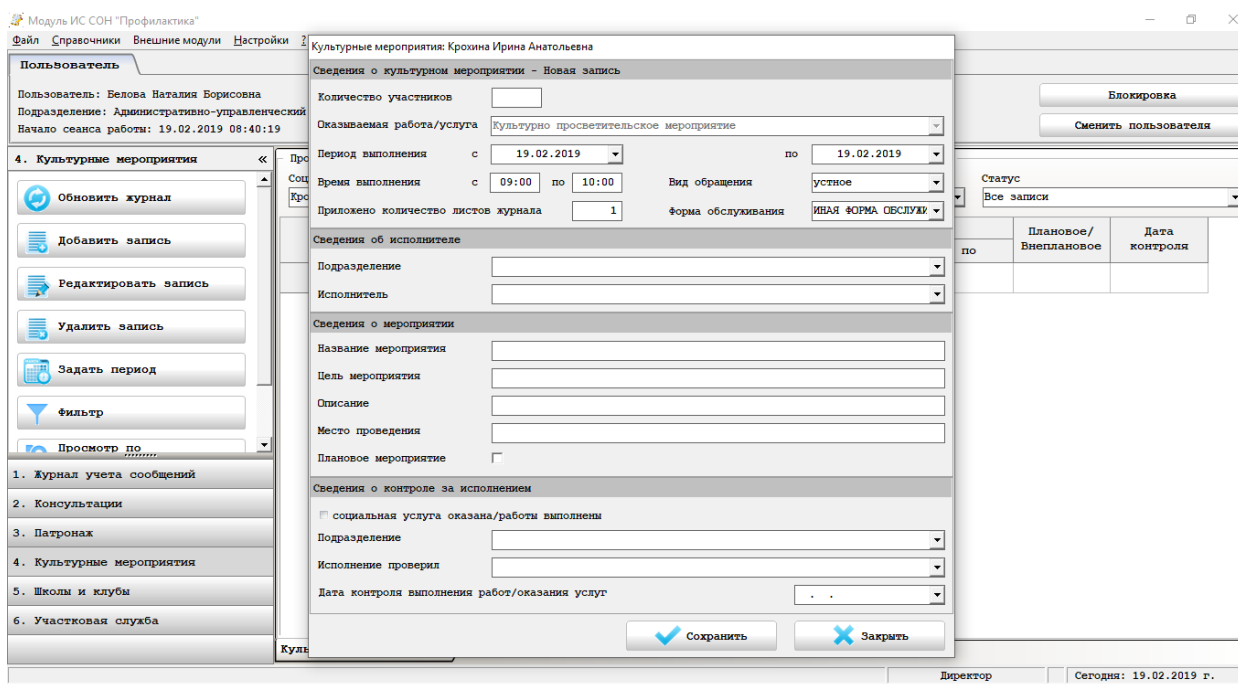 Модуль ИС СОН "Профилактика"
Файл Справочники Внешние модули Настройки ?
Пользователь
Пользователь: Белова Наталия Борисовна
Подразделение: Административно-управленческий
Начало сеанса работы: 19.02.2019 08:40:19
Блокировка
Сменить пользователя
4. Культурные мероприятия «
Обновить журнал
Добавить запись
Редактировать запись
Удалить запись
Задать период
Фильтр
Просмотр по
1. Журнал учета сообщений
2. Консультации
3. Патронаж
4. Культурные мероприятия
5. Школы и клубы
6. Участковая служба
Культурные мероприятия: Крохина Ирина Анатольевна
Сведения о культурном мероприятии - Новая запись
Количество участников
Оказываемая работа/услуга Культурно просветительское мероприятие
Период выполнения с 19.02.2019 по 19.02.2019
Время выполнения с 09:00 по 10:00 Вид обращения устное
Приложено количество листов журнала 1 Форма обслуживания ИНАЯ ФОРМА ОБСЛУЖИ
Сведения об исполнителе
Подразделение
Исполнитель
Сведения о мероприятии
Название мероприятия
Цель мероприятия
Описание
Место проведения
Плановое мероприятие
Сведения о контроле за исполнением
социальная услуга оказана/работы выполнены
Подразделение
Исполнение проверил
Дата контроля выполнения работ/оказания услуг . .
Сохранить Закрыть
Про
Соц
Кро
Статус
Все записи
по
Плановое/
Внеплановое
Дата
контроля
Куль
Директор Сегодня: 19.02.2019 г.